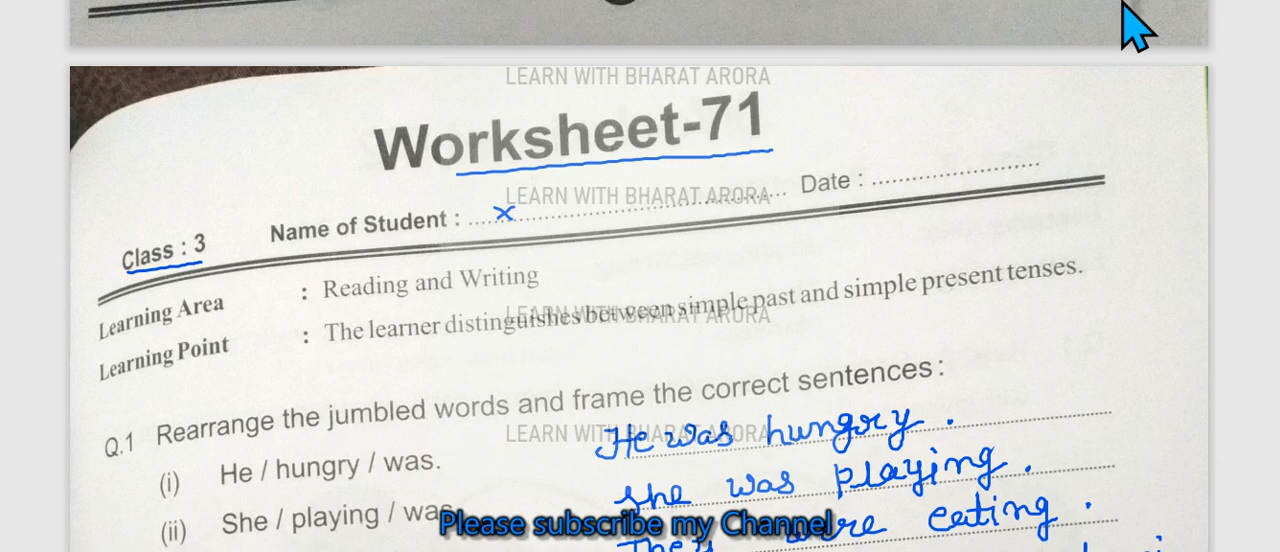 LEARN WITH BHARAT ARORA
Worksheet-71
LEARN WITH BHARAT ARORA
Class : 3 Name of Student : x Date :
Learning Area : Reading and Writing
Learning Point : The learner distinguishes between simple past and simple present tenses.
LEARN WITH BHARAT ARORA
Q.1 Rearrange the jumbled words and frame the correct sentences :
LEARN WITH BHARAT ARORA
(i) He / hungry / was. He was hungry.
(ii) She / playing / was she was playing.
They were eating.
Please subscribe my Channel